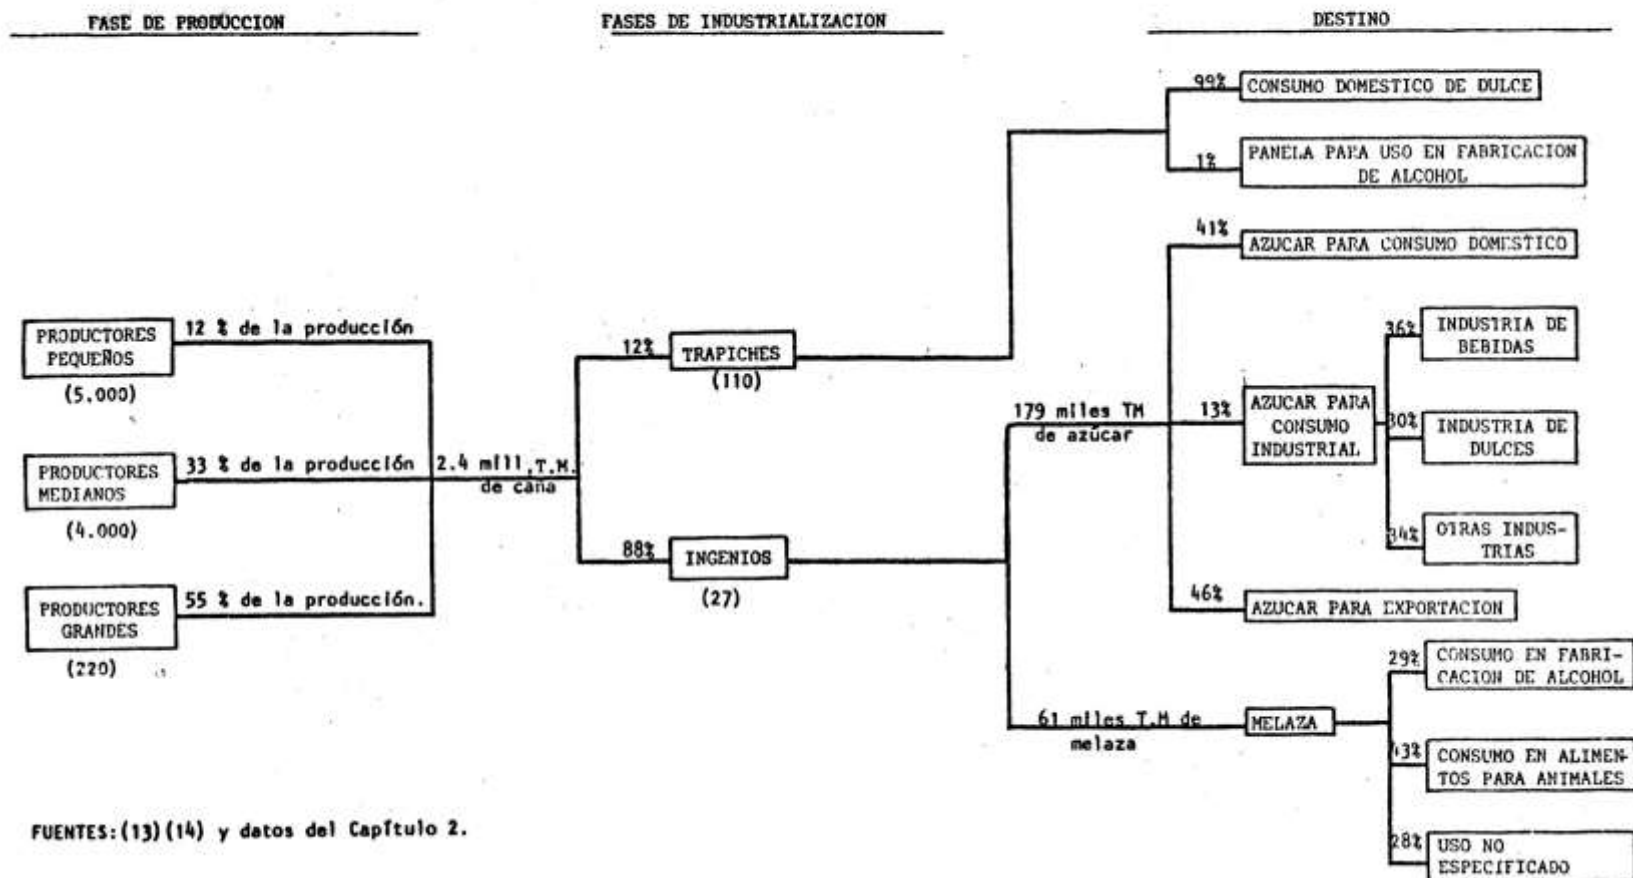 FASE DE PRODUCCION
FASES DE INDUSTRIALIZACION
DESTINO
PRODUCTORES
PEQUEÑOS
(5.000)
12 % de la producción
PRODUCTORES
MEDIANOS
(4.000)
33 % de la producción
PRODUCTORES
GRANDES
(220)
55 % de la producción.
2.4 mill.T.M.
de caña
12%
TRAPICHES
(110)
88%
INGENIOS
(27)
99%
CONSUMO DOMESTICO DE DULCE
1%
PANELA PARA USO EN FABRICACION
DE ALCOHOL
179 miles TM
de azúcar
41%
AZUCAR PARA CONSUMO DOMESTICO
13%
AZUCAR PARA
CONSUMO
INDUSTRIAL
36%
INDUSTRIA DE
BEBIDAS
30%
INDUSTRIA DE
DULCES
34%
OTRAS INDUS-
TRIAS
46%
AZUCAR PARA EXPORTACION
61 miles T.M de
melaza
MELAZA
29%
CONSUMO EN FABRI-
CACION DE ALCOHOL
43%
CONSUMO EN ALIMEN-
TOS PARA ANIMALES
28%
USO NO
ESPECIFICADO
FUENTES:(13)(14) y datos del Capítulo 2.